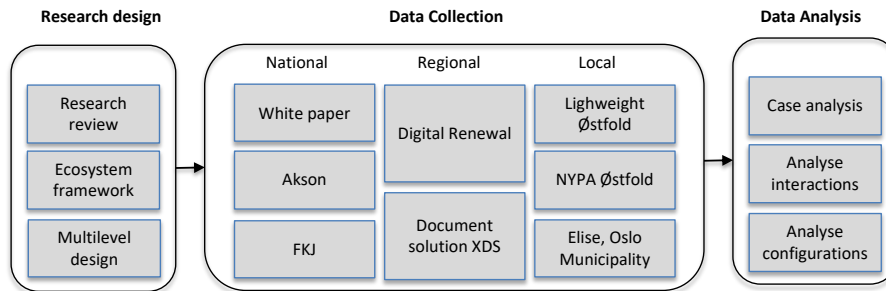 Research design
Data Collection
Data Analysis
Research
review
Ecosystem
framework
Multilevel
design
National
White paper
Akson
FKJ
Regional
Digital Renewal
Document
solution XDS
Local
Lighweight
Østfold
NYPA Østfold
Elise, Oslo
Municipality
Case analysis
Analyse
interactions
Analyse
configurations